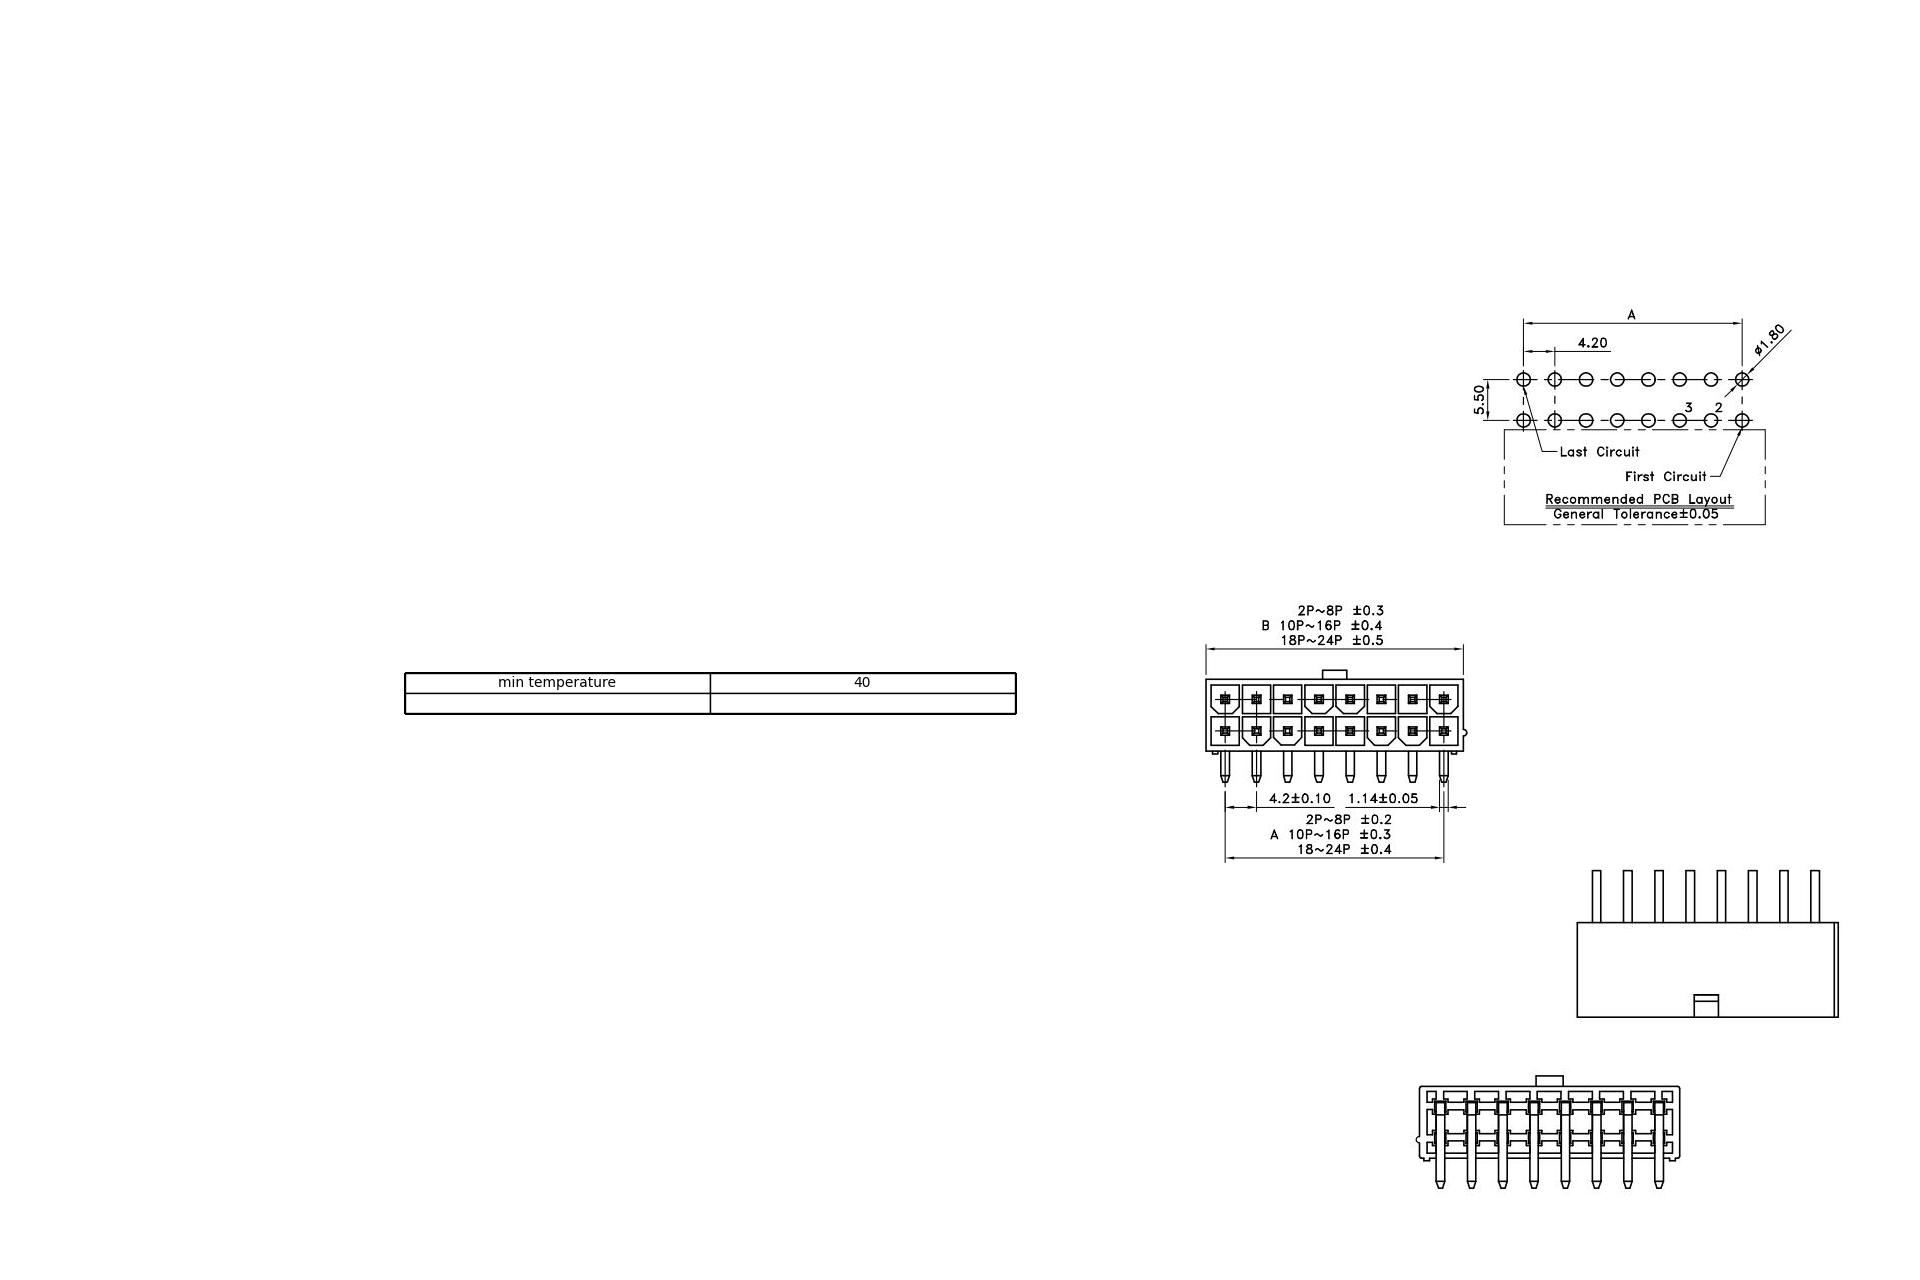 A
4.20
ø1.80
5.50
3 2
Last Circuit
First Circuit
Recommended PCB Layout
General Tolerance±0.05
2P~8P ±0.3
B 10P~16P ±0.4
18P~24P ±0.5
min temperature 40
4.2±0.10 1.14±0.05
2P~8P ±0.2
A 10P~16P ±0.3
18~24P ±0.4